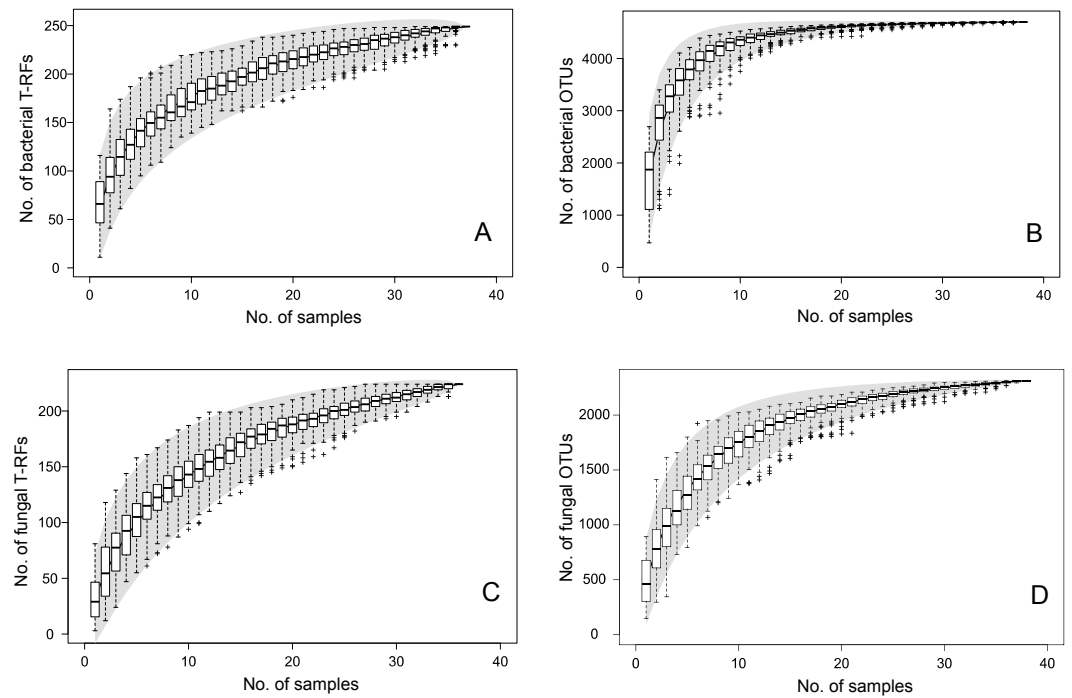 No. of bacterial T-RFs
250
200
150
100
50
0
0 10 20 30 40
No. of samples
A
No. of bacterial OTUs
4000
3000
2000
1000
0
0 10 20 30 40
No. of samples
B
No. of fungal T-RFs
200
150
100
50
0
0 10 20 30 40
No. of samples
C
No. of fungal OTUs
2000
1500
1000
500
0
0 10 20 30 40
No. of samples
D